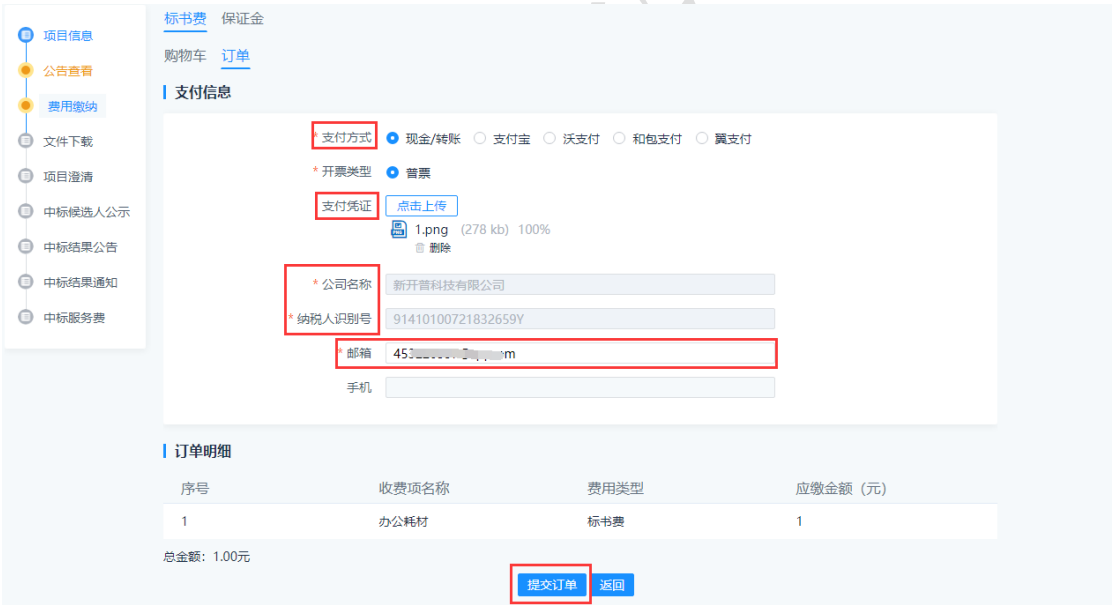 标书费 保证金
项目信息
公告查看
费用缴纳
文件下载
项目澄清
中标候选人公示
中标结果公告
中标结果通知
中标服务费
购物车 订单
支付信息
* 支付方式 现金/转账 支付宝 沃支付 和包支付 翼支付
* 开票类型 普票
支付凭证 点击上传
1.png (278 kb) 100%
删除
* 公司名称 新开普科技有限公司
* 纳税人识别号 91410100721832659Y
* 邮箱
手机
订单明细
序号 收费项名称 费用类型 应缴金额（元）
1 办公耗材 标书费 1
总金额：1.00元
提交订单 返回